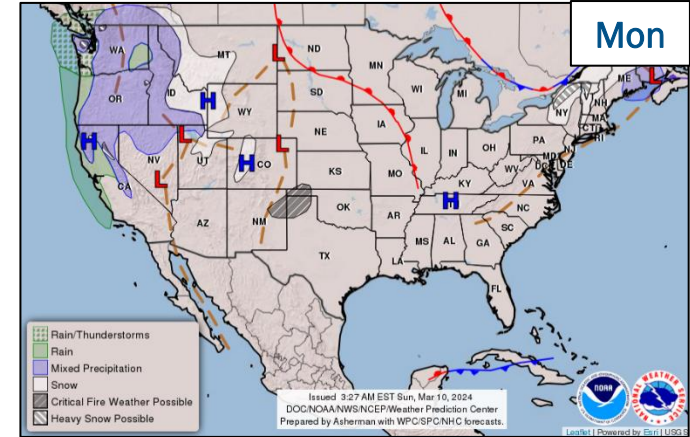 Mon
WA
MT
ND
MN
ME
L
L
OR
ID
H
WY
SD
WI
MI
NY
V
NH
MA
CT
RI
H
L
NE
IA
PA
NV
UT
H
CO
L
IL
IN
OH
MD
DE
WV
VA
CA
L
KS
MO
KY
H
NC
AZ
NM
OK
AR
SC
TX
MS
AL
GA
LA
FL
Rain/Thunderstorms
Rain
Mixed Precipitation
Snow
Critical Fire Weather Possible
Heavy Snow Possible
Issued 3:27 AM EST Sun, Mar 10, 2024
DOC/NOAA/NWS/NCEP/Weather Prediction Center
Prepared by Asherman with WPC/SPC/NHC forecasts.
NOAA
NATIONAL WEATHER SERVICE
Leaflet | Powered by Esri | USGS